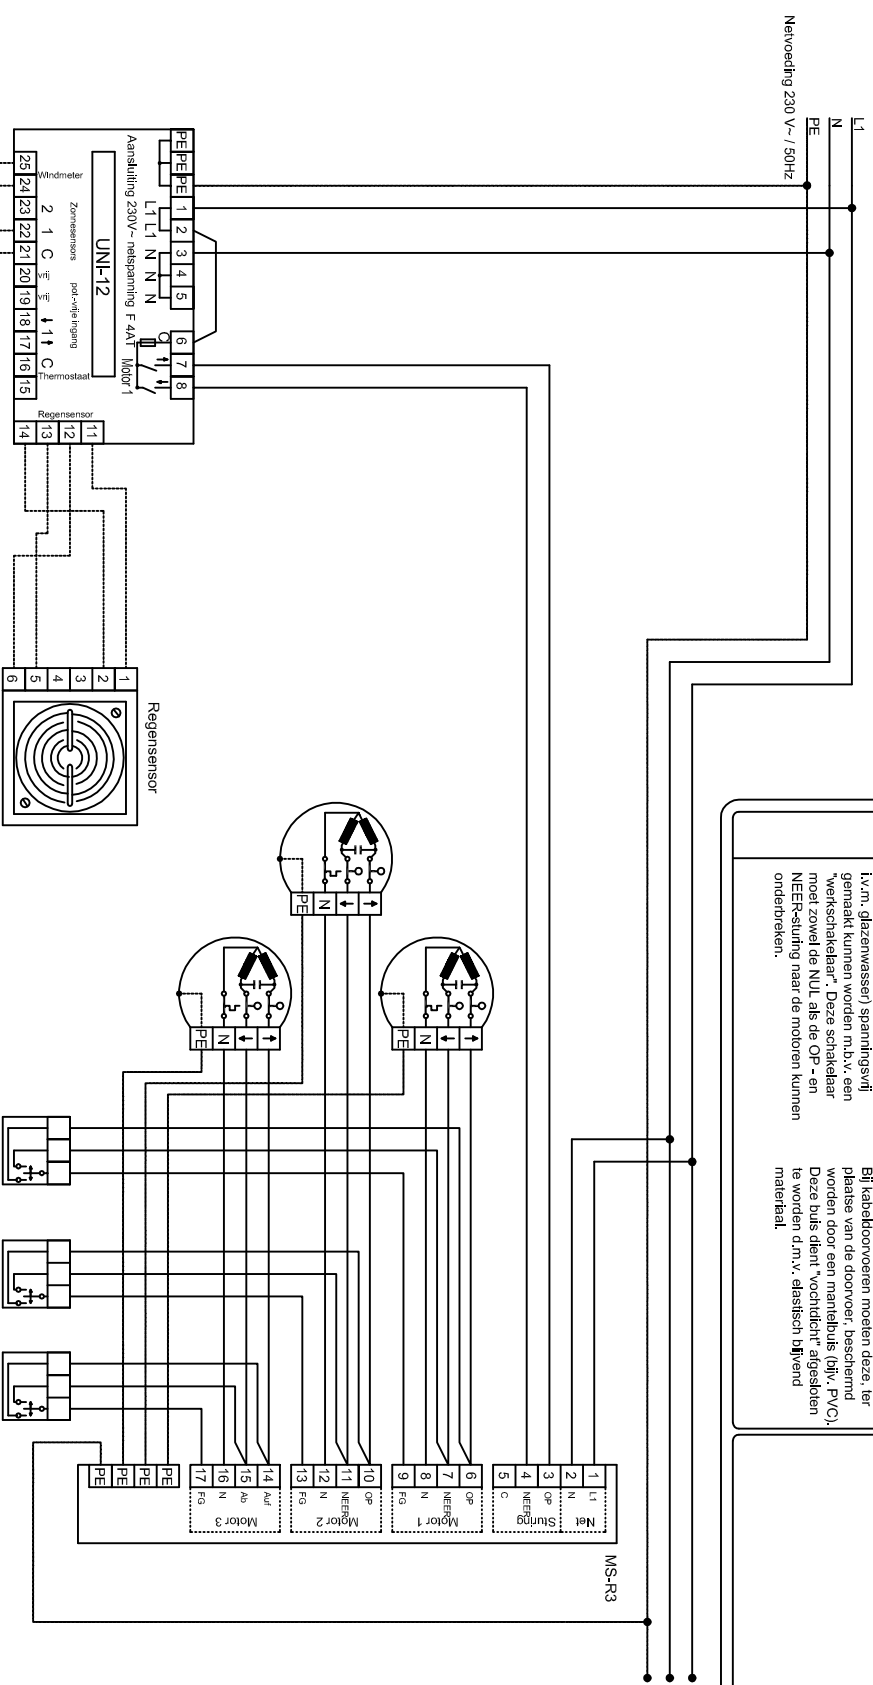 Netvoeding 230 V~ / 50Hz
L1
N
PE
i.v.m. glazenwasser) spanningsvrij
gemaakt kunnen worden m.b.v. een
"werkschakelaar". Deze schakelaar
moet zowel de NUL als de OP - en
NEER-sturing naar de motoren kunnen
onderbreken.
Bij kabeldoorvoeren moeten deze, ter
plaatse van de doorvoer, beschermd
worden door een mantelbuis (bijv. PVC).
Deze buis dient "vochtdicht" afgesloten
te worden d.m.v. elastisch blijvend
materiaal.
PE PE PE 1 2 3 4 5 6 7 8
L1 L1 N N N C
Motor 1
Aansluiting 230V~ netspanning F 4AT
UNI-12
Windmeter
Zonnesensors
pot.-vrije ingang
Thermostaat
2 1 C vrij vrij 1 C
25 24 23 22 21 20 19 18 17 16 15
Regensensor
11
12
13
14
Regensensor
1
2
3
4
5
6
PE N
PE N
PE N
MS-R3
Net
Sturing
Motor 1
Motor 2
Motor 3
1 L1
2 N
3 OP
4 NEER
5 C
6 OP
7 NEER
8 N
9 FG
10 OP
11 NEER
12 N
13 FG
14 Auf
15 Ab
16 N
17 FG
PE
PE
PE
PE